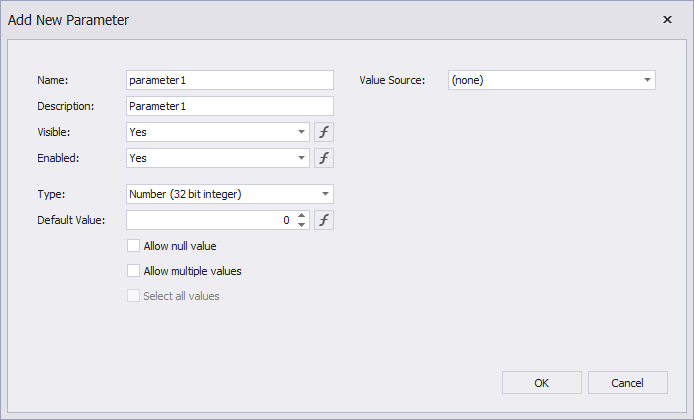 Add New Parameter
Name: parameter1
Value Source: (none)
Description: Parameter1
Visible: Yes
Enabled: Yes
Type: Number (32 bit integer)
Default Value: 0
Allow null value
Allow multiple values
Select all values
OK Cancel